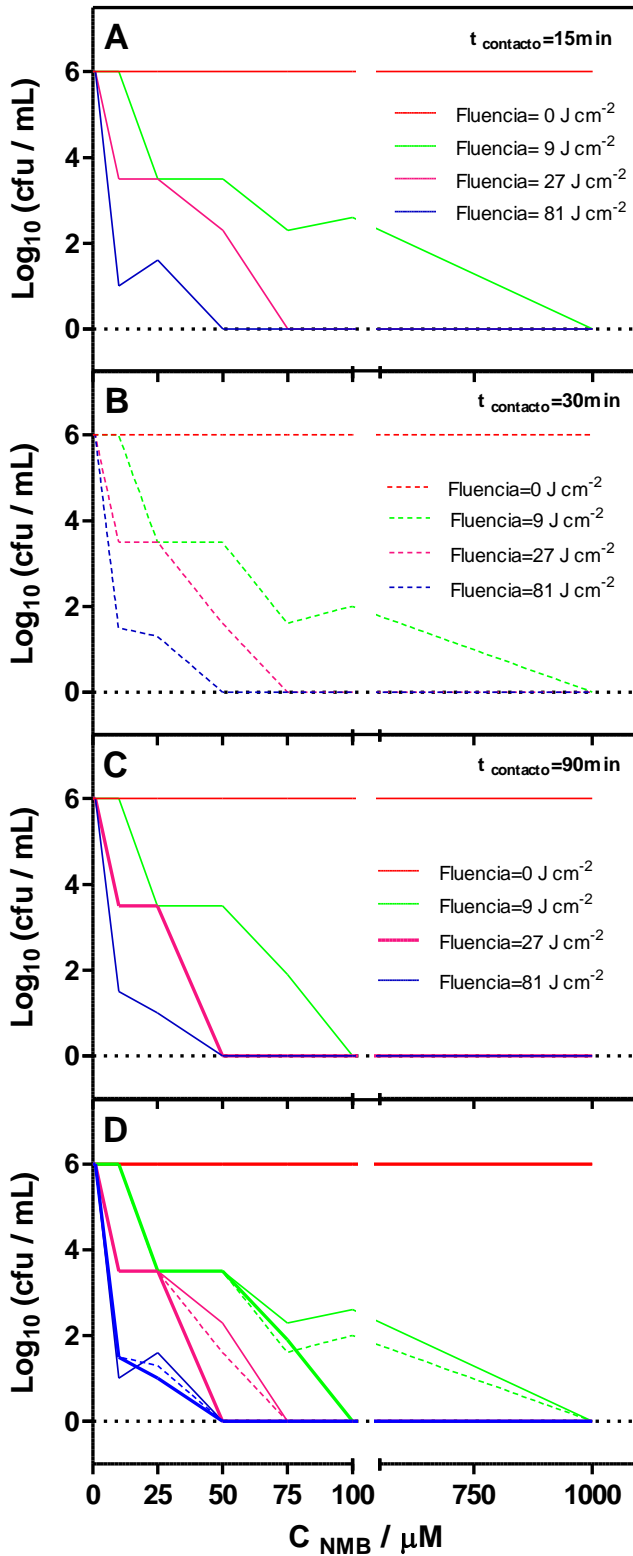 A
t contacto=15min
Log10 (cfu / mL)
6
4
2
0
Fluencia= 0 J cm-2
Fluencia= 9 J cm-2
Fluencia= 27 J cm-2
Fluencia= 81 J cm-2
B
t contacto=30min
Log10 (cfu / mL)
6
4
2
0
Fluencia=0 J cm-2
Fluencia=9 J cm-2
Fluencia=27 J cm-2
Fluencia=81 J cm-2
C
t contacto=90min
Log10 (cfu / mL)
6
4
2
0
Fluencia=0 J cm-2
Fluencia=9 J cm-2
Fluencia=27 J cm-2
Fluencia=81 J cm-2
D
Log10 (cfu / mL)
6
4
2
0
0 25 50 75 100 750 1000
C NMB / μM